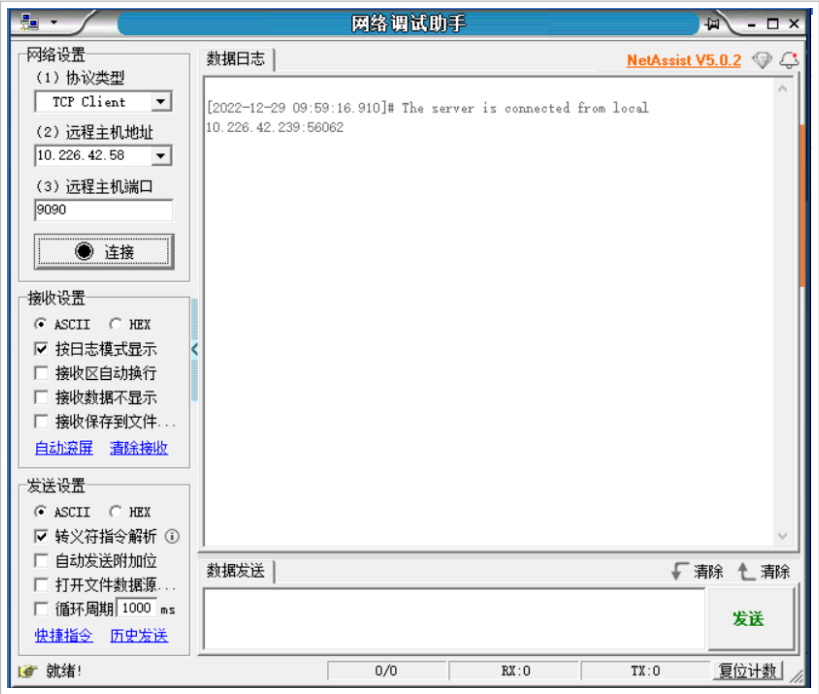 网络调试助手
网络设置
(1) 协议类型
TCP Client
(2) 远程主机地址
10.226.42.58
(3) 远程主机端口
9090
连接
接收设置
ASCII HEX
按日志模式显示
接收区自动换行
接收数据不显示
接收保存到文件...
自动滚屏 清除接收
发送设置
ASCII HEX
转义符指令解析
自动发送附加位
打开文件数据源...
循环周期 1000 ms
快捷指令 历史发送
数据日志 NetAssist V5.0.2
[2022-12-29 09:59:16.910]# The server is connected from local
10.226.42.239:56062
数据发送 清除 清除
发送
就绪! 0/0 RX:0 TX:0 复位计数